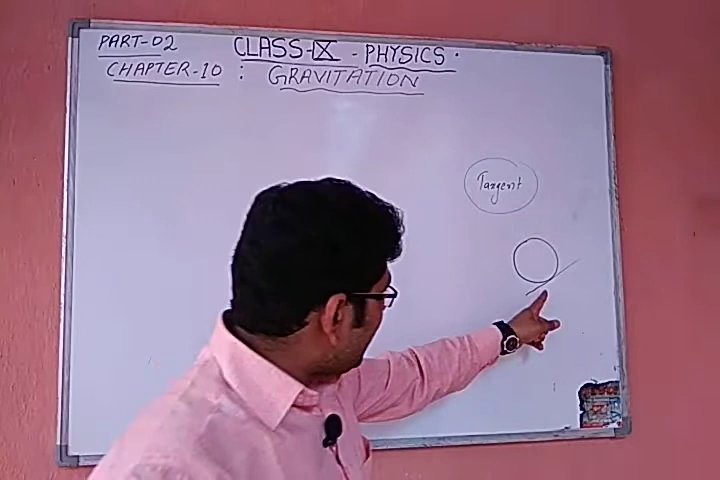 PART-02
CLASS-IX - PHYSICS.
CHAPTER-10 : GRAVITATION
Tangent